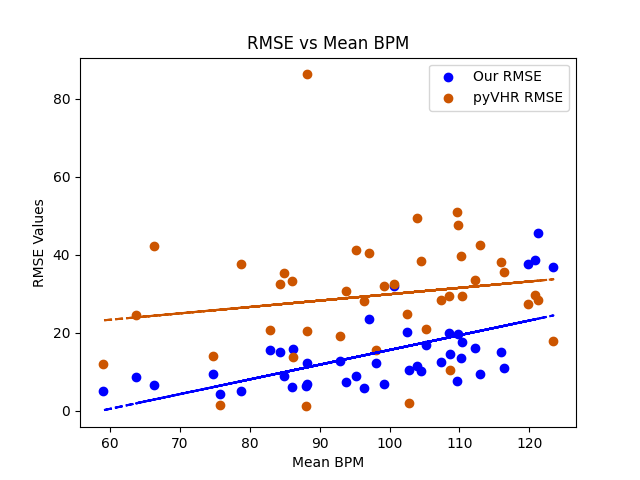 RMSE vs Mean BPM
Our RMSE
pyVHR RMSE
80
60
40
20
0
RMSE Values
60 70 80 90 100 110 120
Mean BPM